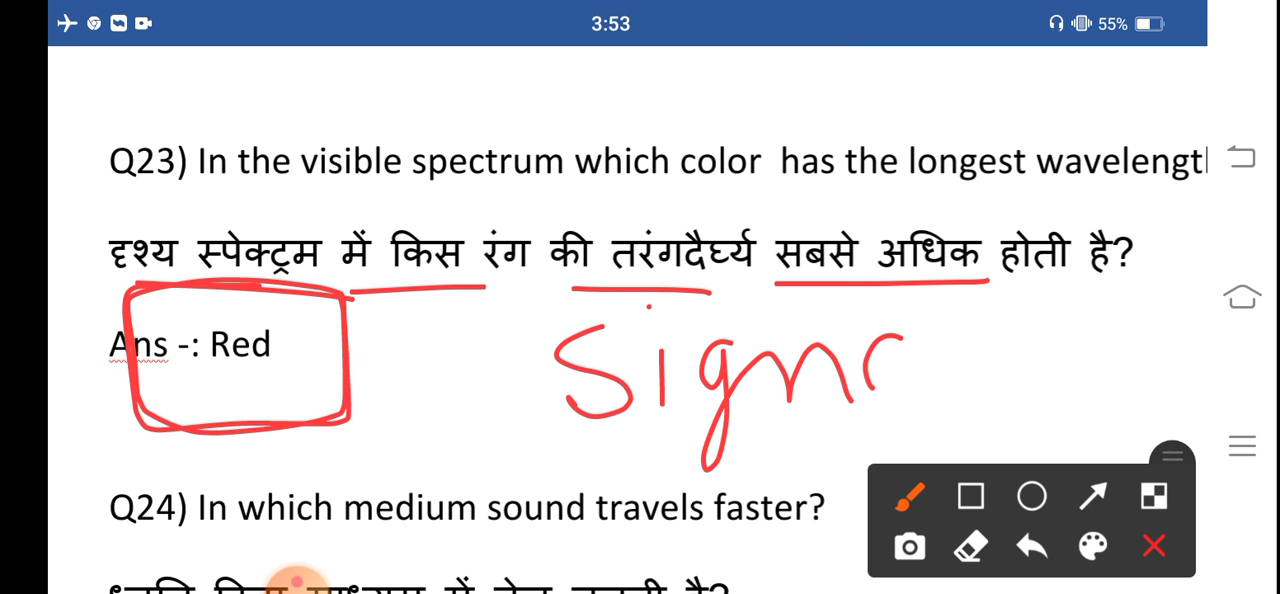 3:53 55%
Q23) In the visible spectrum which color has the longest wavelengt
दृश्य स्पेक्ट्रम में किस रंग की तरंगदैर्घ्य सबसे अधिक होती है?
Ans -: Red
Sign
Q24) In which medium sound travels faster?